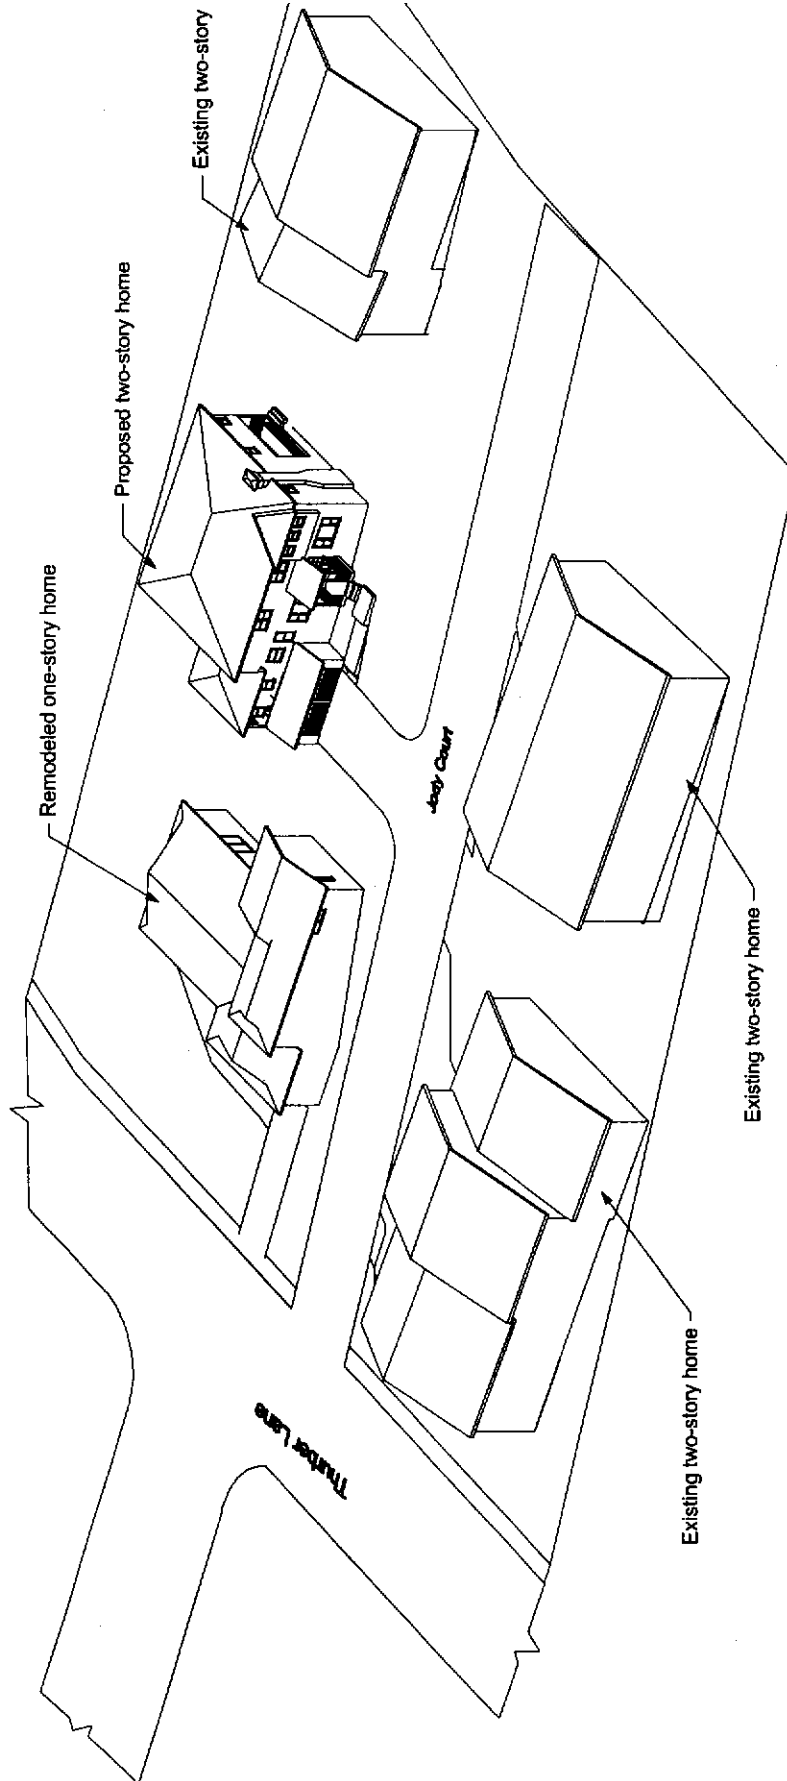 Remodeled one-story home
Proposed two-story home
Existing two-story
Jody Court
Thurber Lane
Existing two-story home
Existing two-story home